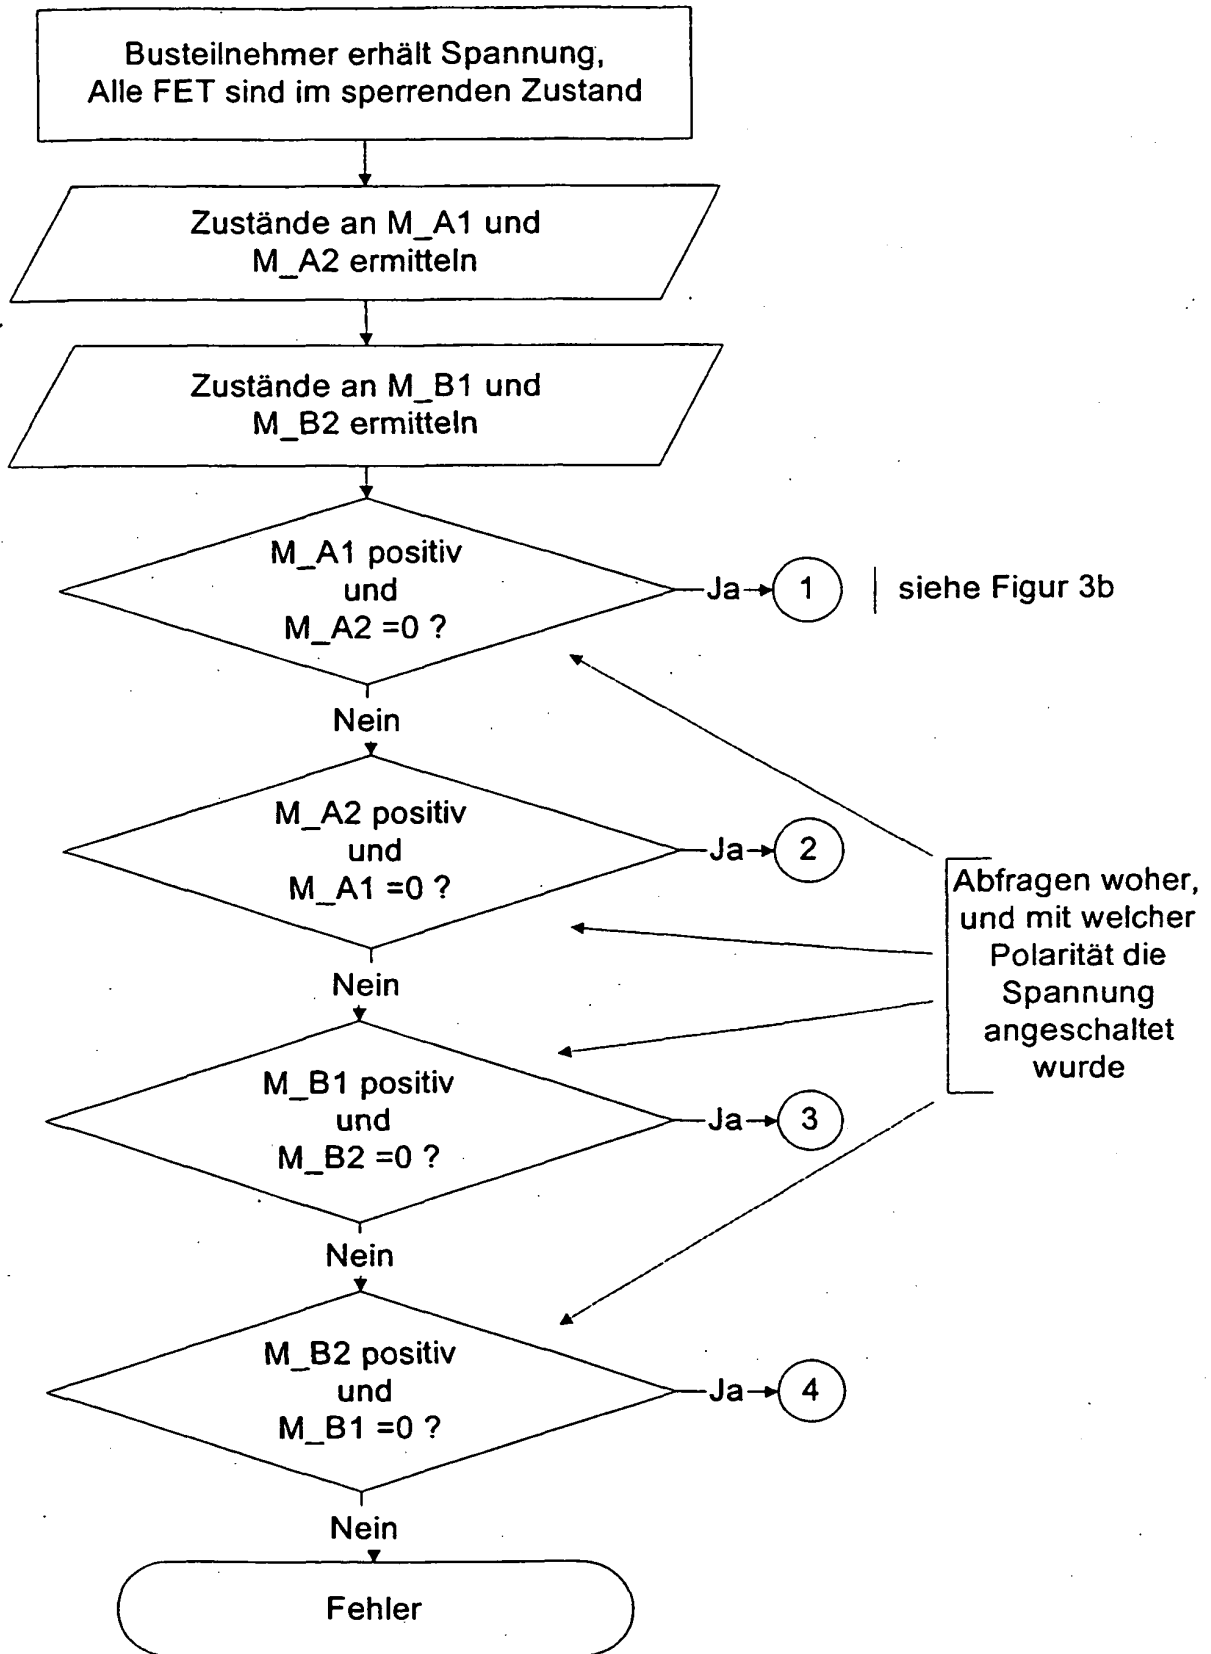 Busteilnehmer erhält Spannung,
Alle FET sind im sperrenden Zustand
Zustände an M_A1 und
M_A2 ermitteln
Zustände an M_B1 und
M_B2 ermitteln
M_A1 positiv
und
M_A2 =0 ?
Ja
1
siehe Figur 3b
Nein
M_A2 positiv
und
M_A1 =0 ?
Ja
2
Abfragen woher,
und mit welcher
Polarität die
Spannung
angeschaltet
wurde
Nein
M_B1 positiv
und
M_B2 =0 ?
Ja
3
Nein
M_B2 positiv
und
M_B1 =0 ?
Ja
4
Nein
Fehler